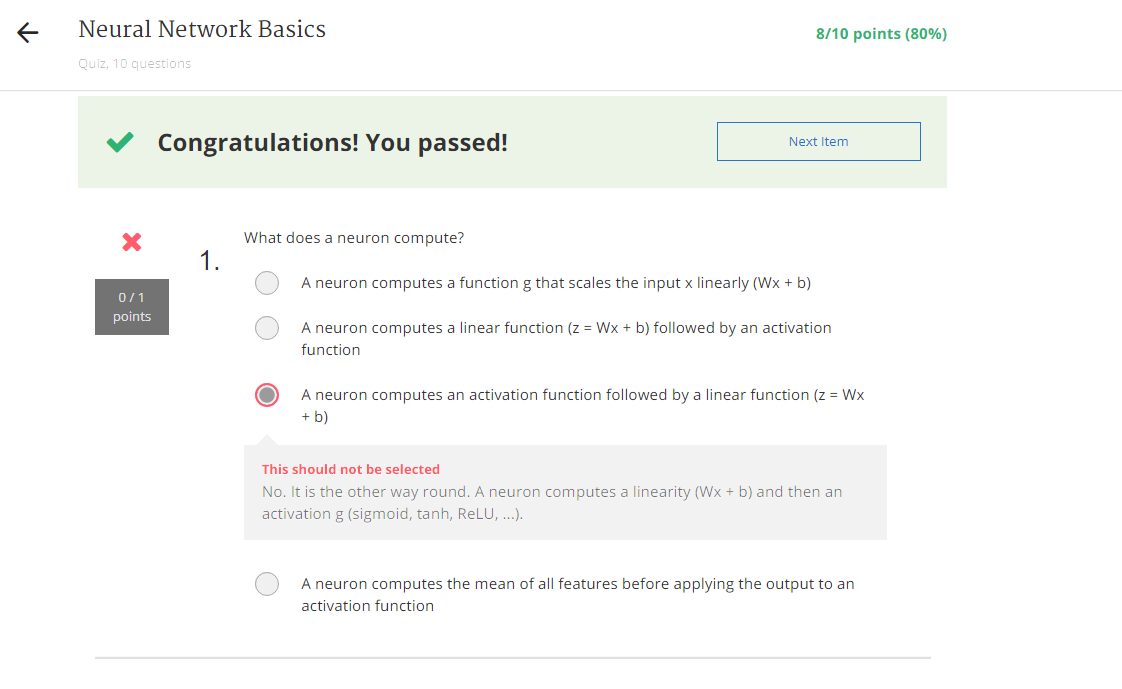 Neural Network Basics
8/10 points (80%)
Quiz, 10 questions
Congratulations! You passed!
Next Item
0 / 1
points
1.
What does a neuron compute?
A neuron computes a function g that scales the input x linearly (Wx + b)
A neuron computes a linear function (z = Wx + b) followed by an activation
function
A neuron computes an activation function followed by a linear function (z = Wx
+ b)
This should not be selected
No. It is the other way round. A neuron computes a linearity (Wx + b) and then an
activation g (sigmoid, tanh, ReLU, ...).
A neuron computes the mean of all features before applying the output to an
activation function